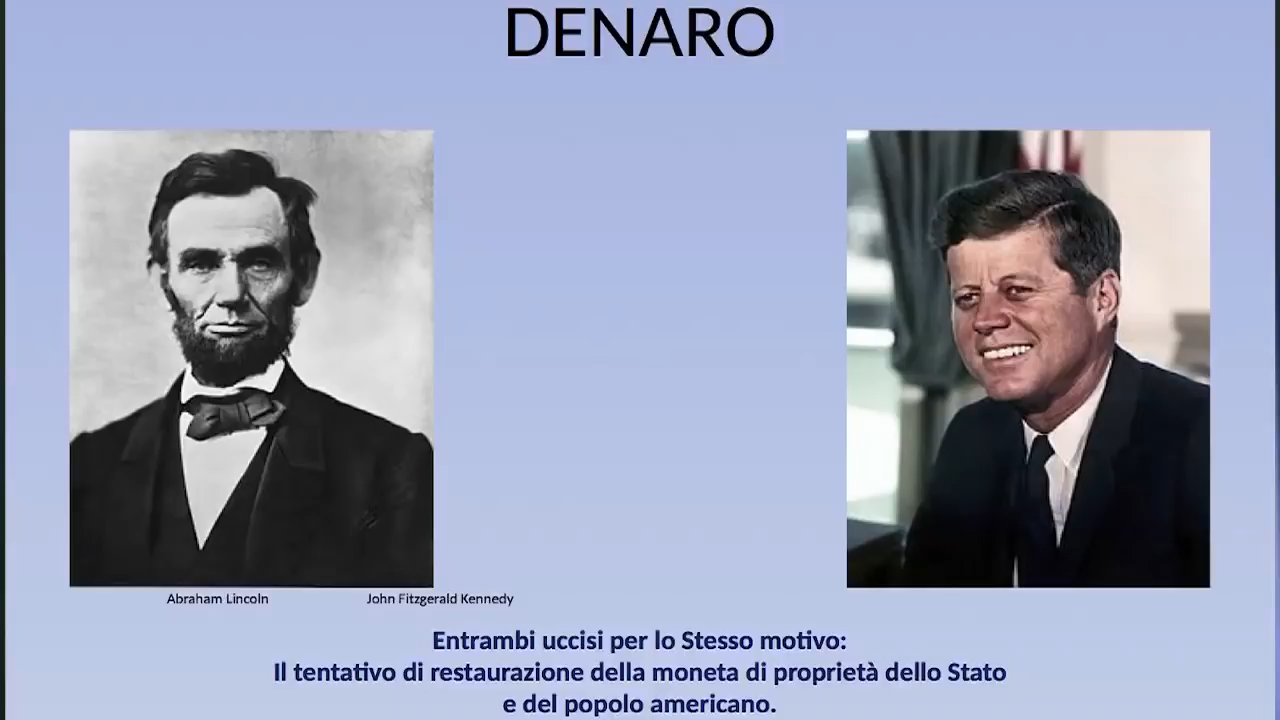 DENARO
Abraham Lincoln
John Fitzgerald Kennedy
Entrambi uccisi per lo Stesso motivo:
Il tentativo di restaurazione della moneta di proprietà dello Stato
e del popolo americano.